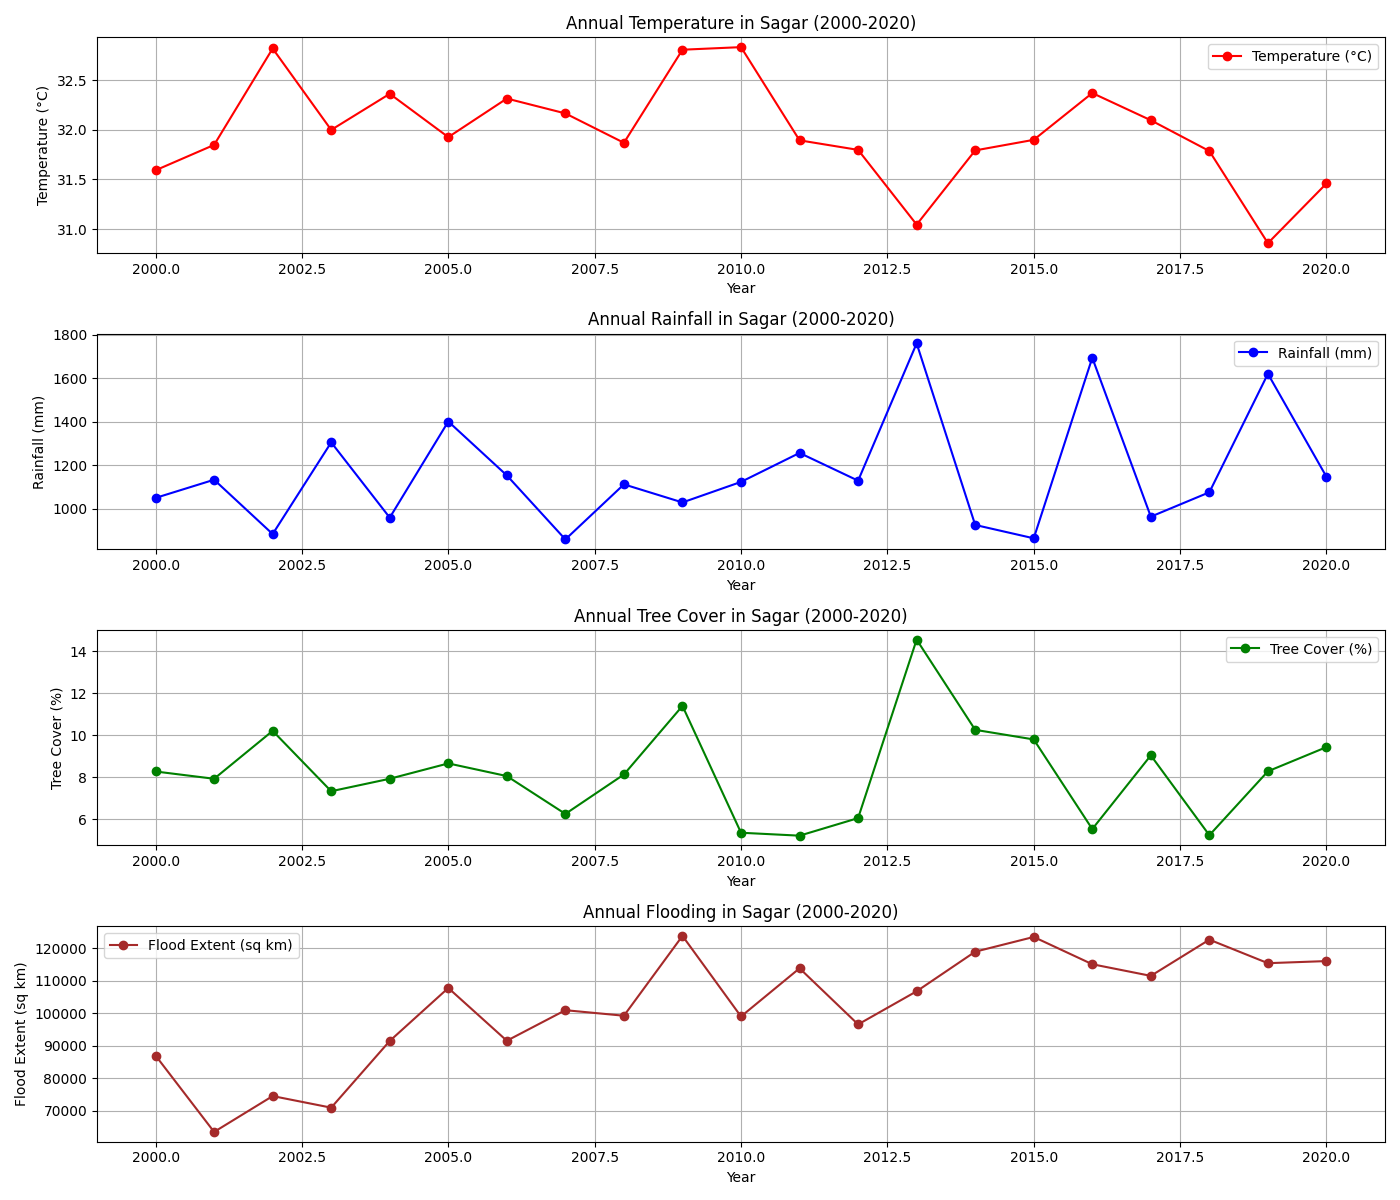 Annual Temperature in Sagar (2000-2020)
Temperature (°C)
Temperature (°C)
32.5
32.0
31.5
31.0
2000.0 2002.5 2005.0 2007.5 2010.0 2012.5 2015.0 2017.5 2020.0
Year
Annual Rainfall in Sagar (2000-2020)
Rainfall (mm)
Rainfall (mm)
1800
1600
1400
1200
1000
2000.0 2002.5 2005.0 2007.5 2010.0 2012.5 2015.0 2017.5 2020.0
Year
Annual Tree Cover in Sagar (2000-2020)
Tree Cover (%)
Tree Cover (%)
14
12
10
8
6
2000.0 2002.5 2005.0 2007.5 2010.0 2012.5 2015.0 2017.5 2020.0
Year
Annual Flooding in Sagar (2000-2020)
Flood Extent (sq km)
Flood Extent (sq km)
120000
110000
100000
90000
80000
70000
2000.0 2002.5 2005.0 2007.5 2010.0 2012.5 2015.0 2017.5 2020.0
Year